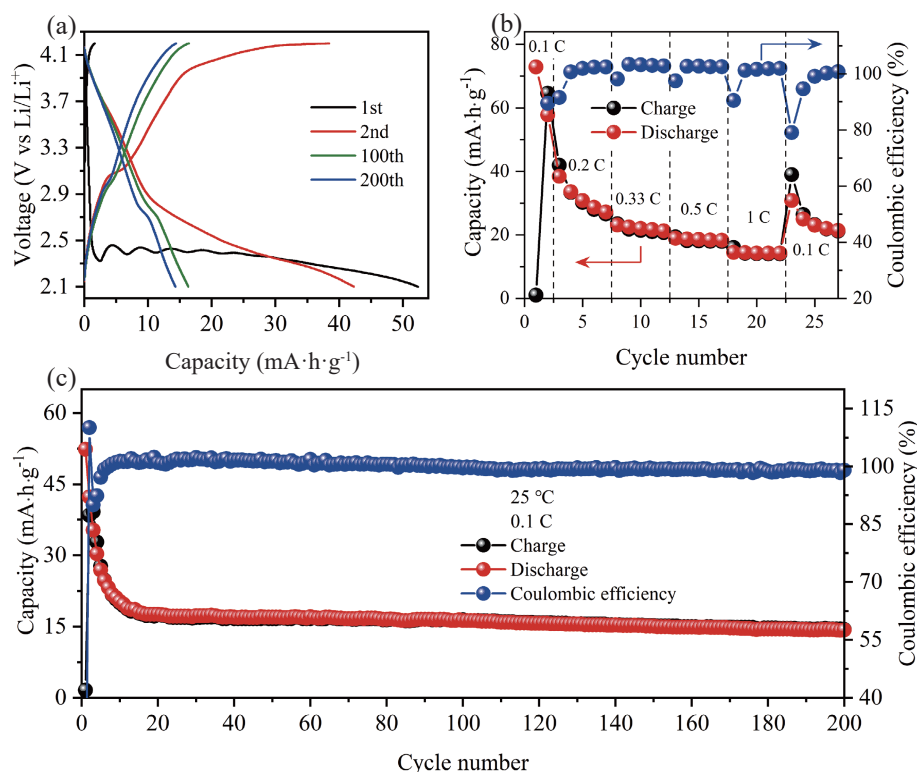 (a)
Voltage (V vs Li/Li⁺)
4.1
3.7
3.3
2.9
2.5
2.1
1st
2nd
100th
200th
0 10 20 30 40 50
Capacity (mA·h·g⁻¹)
(b)
Capacity (mA·h·g⁻¹)
80
60
40
20
0
0.1 C
0.2 C
0.33 C
0.5 C
1 C
0.1 C
Charge
Discharge
0 5 10 15 20 25
Cycle number
100
80
60
40
20
Coulombic efficiency (%)
(c)
Capacity (mA·h·g⁻¹)
60
45
30
15
0
25 °C
0.1 C
Charge
Discharge
Coulombic efficiency
0 20 40 60 80 100 120 140 160 180 200
Cycle number
115
100
85
70
55
40
Coulombic efficiency (%)